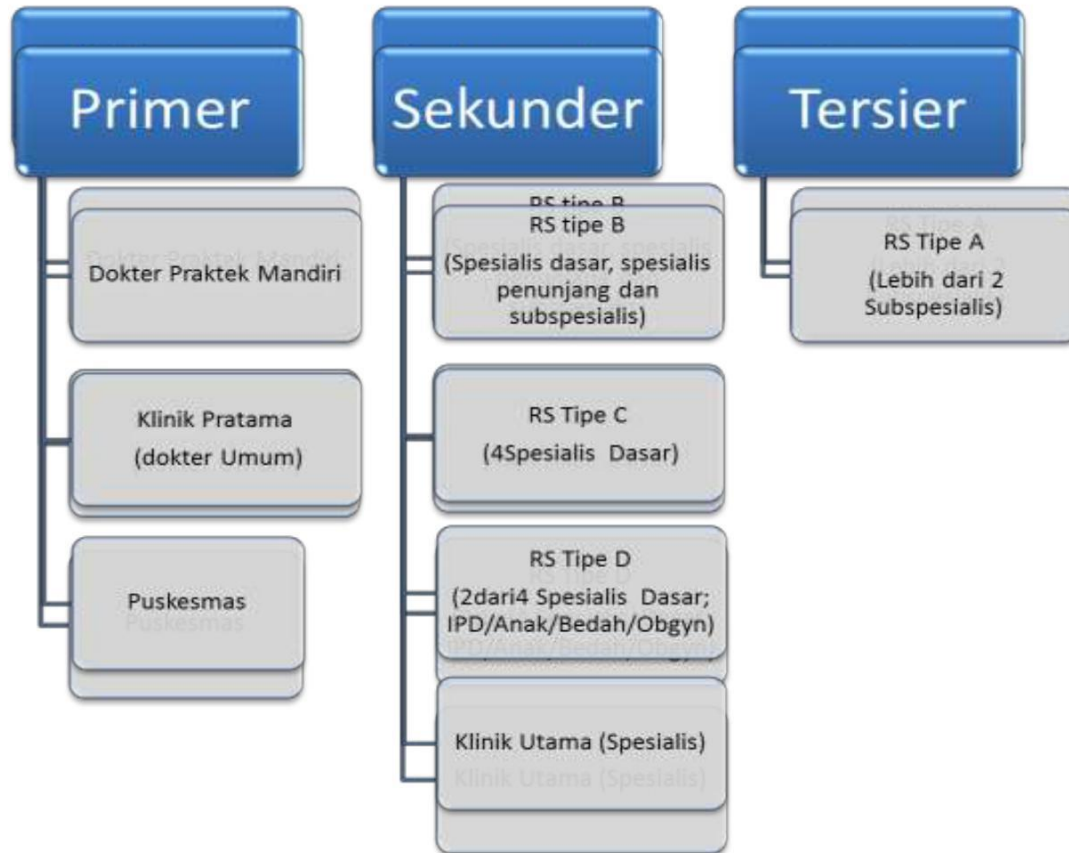 Primer
Dokter Praktek Mandiri
Klinik Pratama
(dokter Umum)
Puskesmas
Sekunder
RS tipe B
(Spesialis dasar, spesialis
penunjang dan
subspesialis)
RS Tipe C
(4Spesialis Dasar)
RS Tipe D
(2dari4 Spesialis Dasar;
IPD/Anak/Bedah/Obgyn)
Klinik Utama (Spesialis)
Tersier
RS Tipe A
(Lebih dari 2
Subspesialis)